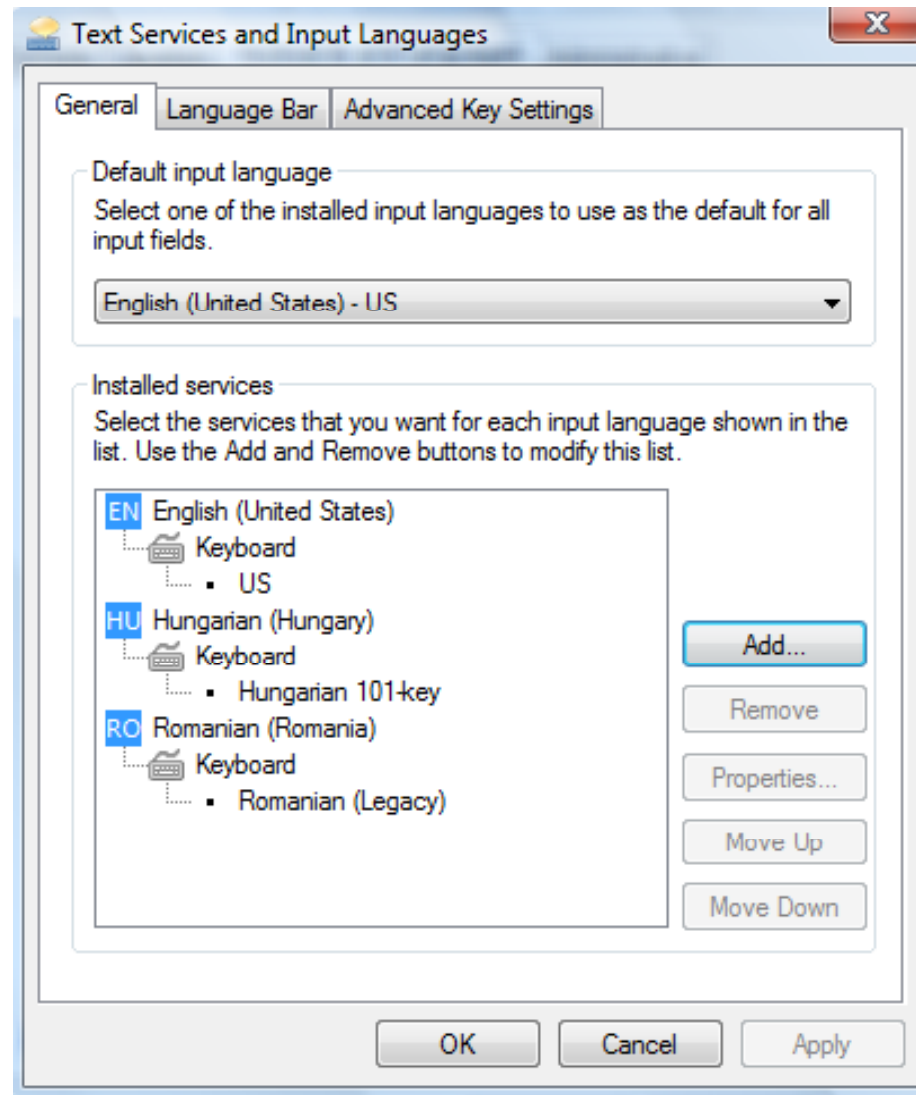 Text Services and Input Languages
General
Language Bar
Advanced Key Settings
Default input language
Select one of the installed input languages to use as the default for all
input fields.
English (United States) - US
Installed services
Select the services that you want for each input language shown in the
list. Use the Add and Remove buttons to modify this list.
EN English (United States)
Keyboard
US
HU Hungarian (Hungary)
Keyboard
Hungarian 101-key
RO Romanian (Romania)
Keyboard
Romanian (Legacy)
Add...
Remove
Properties...
Move Up
Move Down
OK
Cancel
Apply